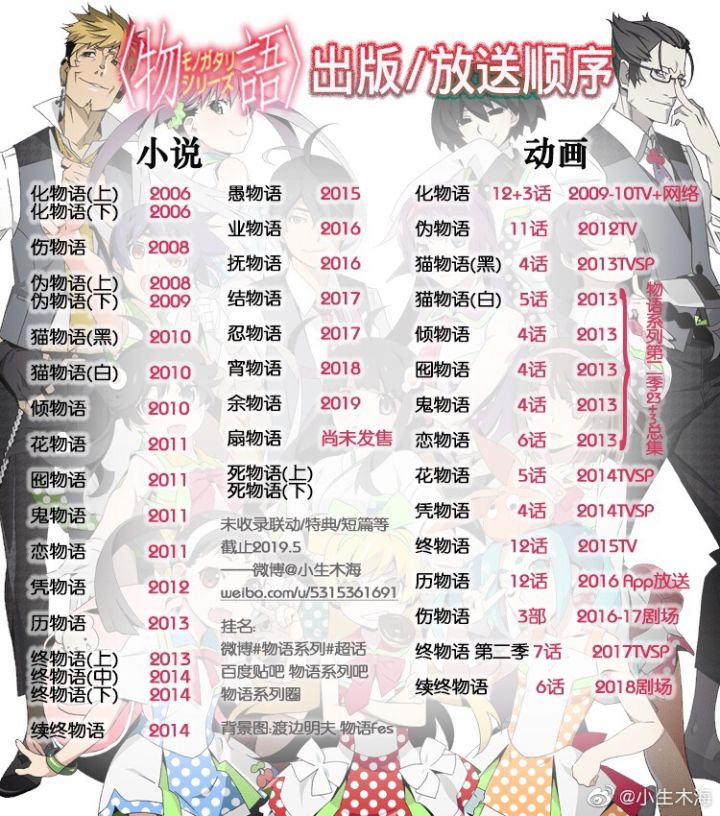 〈物語〉
モノガタリ
シリーズ
出版/放送顺序
小说
化物语(上) 2006
化物语(下) 2006
伤物语 2008
伪物语(上) 2008
伪物语(下) 2009
猫物语(黑) 2010
猫物语(白) 2010
倾物语 2010
花物语 2011
囮物语 2011
鬼物语 2011
恋物语 2011
凭物语 2012
历物语 2013
终物语(上) 2013
终物语(中) 2014
终物语(下) 2014
续终物语 2014
愚物语 2015
业物语 2016
抚物语 2016
结物语 2017
忍物语 2017
宵物语 2018
余物语 2019
扇物语 尚未发售
死物语(上)
死物语(下)
未收录联动/特典/短篇等
截止2019.5
——微博@小生木海
weibo.com/u/5315361691
挂名:
微博#物语系列#超话
百度贴吧 物语系列吧
物语系列圈
背景图:渡边明夫 物语fes
动画
化物语 12+3话 2009-10TV+网络
伪物语 11话 2012TV
猫物语(黑) 4话 2013TVSP
猫物语(白) 5话 2013
倾物语 4话 2013
囮物语 4话 2013
鬼物语 4话 2013
恋物语 6话 2013
物语系列第二季23+3总集
花物语 5话 2014TVSP
凭物语 4话 2014TVSP
终物语 12话 2015TV
历物语 12话 2016 App放送
伤物语 3部 2016-17剧场
终物语 第二季 7话 2017TVSP
续终物语 6话 2018剧场
@小生木海